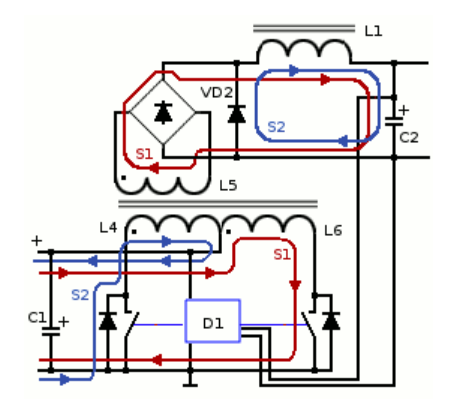 L1
VD2
+
S2
C2
S1
L5
L4
L6
+
S1
S2
C1
+
D1